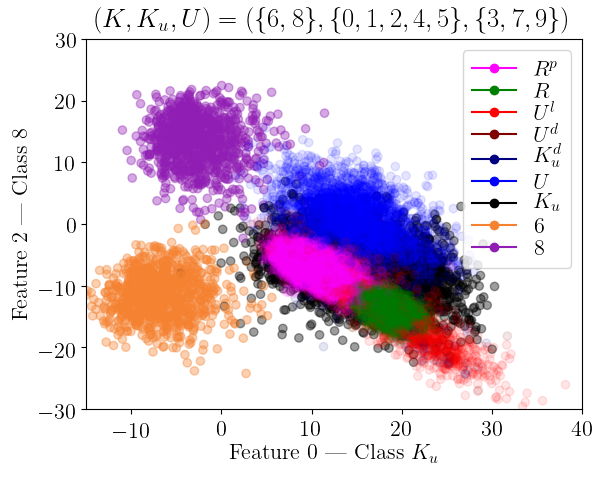 (K, K_u, U) = ({6, 8}, {0, 1, 2, 4, 5}, {3, 7, 9})
30
20
10
0
−10
−20
−30
Feature 2 — Class 8
R^p
R
U^l
U^d
K_u^d
U
K_u
6
8
−10
0
10
20
30
40
Feature 0 — Class K_u